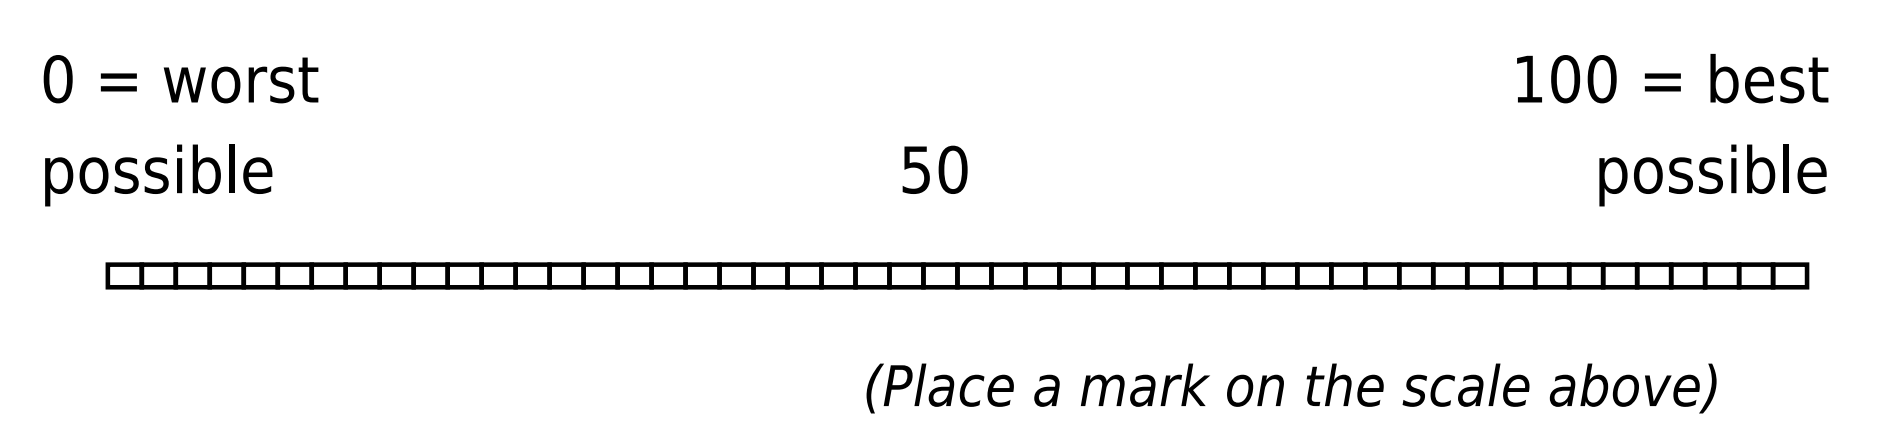 0 = worst 100 = best
possible 50 possible
(Place a mark on the scale above)